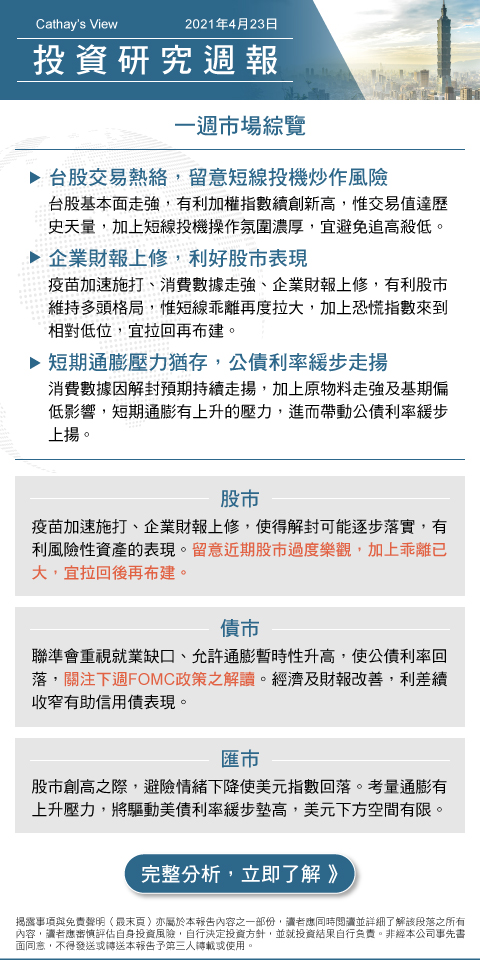 Cathay's View 2021年4月23日
投資研究週報
一週市場綜覽
台股交易熱絡，留意短線投機炒作風險
台股基本面走強，有利加權指數續創新高，惟交易值達歷
史天量，加上短線投機操作氛圍濃厚，宜避免追高殺低。
企業財報上修，利好股市表現
疫苗加速施打、消費數據走強、企業財報上修，有利股市
維持多頭格局，惟短線乖離再度拉大，加上恐慌指數來到
相對低位，宜拉回再布建。
短期通膨壓力猶存，公債利率緩步走揚
消費數據因解封預期持續走揚，加上原物料走強及基期偏
低影響，短期通膨有上升的壓力，進而帶動公債利率緩步
上揚。
股市
疫苗加速施打、企業財報上修，使得解封可能逐步落實，有
利風險性資產的表現。留意近期股市過度樂觀，加上乖離已
大，宜拉回後再布建。
債市
聯準會重視就業缺口、允許通膨暫時性升高，使公債利率回
落，關注下週FOMC政策之解讀。經濟及財報改善，利差續
收窄有助信用債表現。
匯市
股市創高之際，避險情緒下降使美元指數回落。考量通膨有
上升壓力，將驅動美債利率緩步墊高，美元下方空間有限。
完整分析，立即了解 》
揭露事項與免責聲明（最末頁）亦屬於本報告內容之一部份，讀者應同時閱讀並詳細了解該段落之所有
內容，讀者應審慎評估自身投資風險，自行決定投資方針，並就投資結果自行負責。非經本公司事先書
面同意，不得發送或轉送本報告予第三人轉載或使用。